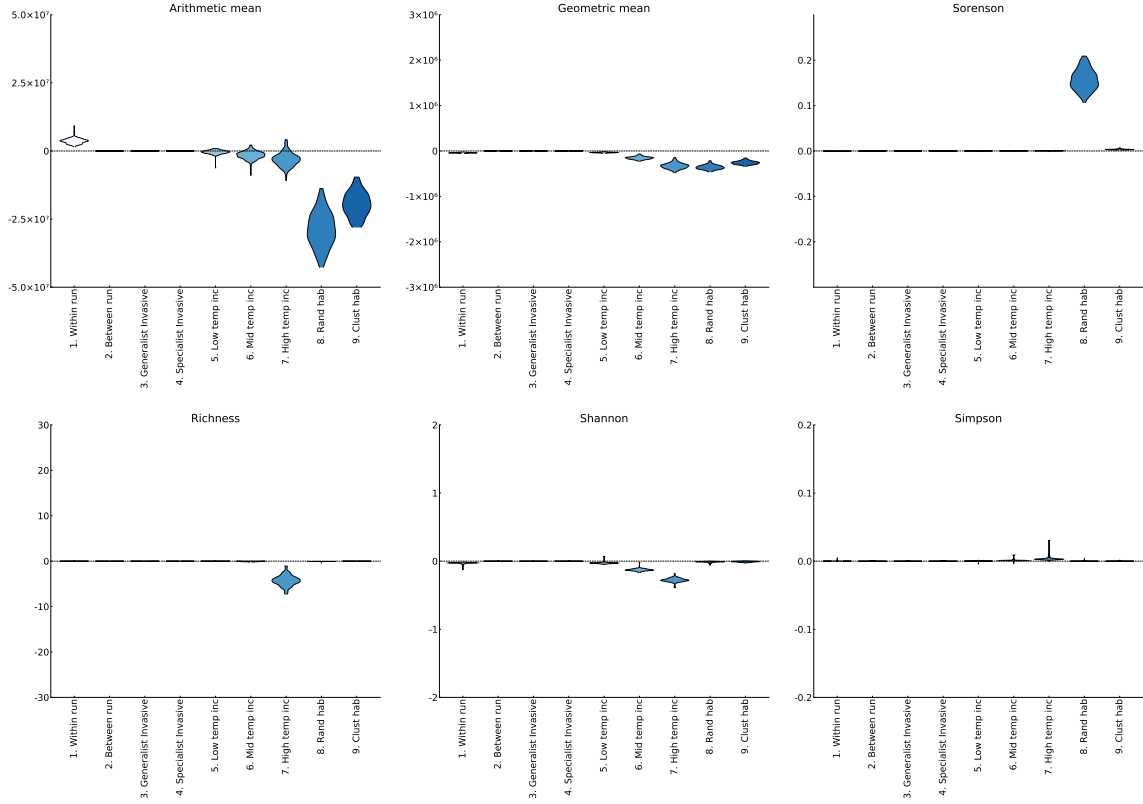 Arithmetic mean
5.0×10⁷
2.5×10⁷
0
-2.5×10⁷
-5.0×10⁷
1. Within run
2. Between run
3. Generalist Invasive
4. Specialist Invasive
5. Low temp inc
6. Mid temp inc
7. High temp inc
8. Rand hab
9. Clust hab
Geometric mean
3×10⁶
2×10⁶
1×10⁶
0
-1×10⁶
-2×10⁶
-3×10⁶
1. Within run
2. Between run
3. Generalist Invasive
4. Specialist Invasive
5. Low temp inc
6. Mid temp inc
7. High temp inc
8. Rand hab
9. Clust hab
Sorenson
0.2
0.1
0.0
-0.1
-0.2
1. Within run
2. Between run
3. Generalist Invasive
4. Specialist Invasive
5. Low temp inc
6. Mid temp inc
7. High temp inc
8. Rand hab
9. Clust hab
Richness
30
20
10
0
-10
-20
-30
1. Within run
2. Between run
3. Generalist Invasive
4. Specialist Invasive
5. Low temp inc
6. Mid temp inc
7. High temp inc
8. Rand hab
9. Clust hab
Shannon
2
1
0
-1
-2
1. Within run
2. Between run
3. Generalist Invasive
4. Specialist Invasive
5. Low temp inc
6. Mid temp inc
7. High temp inc
8. Rand hab
9. Clust hab
Simpson
0.2
0.1
0.0
-0.1
-0.2
1. Within run
2. Between run
3. Generalist Invasive
4. Specialist Invasive
5. Low temp inc
6. Mid temp inc
7. High temp inc
8. Rand hab
9. Clust hab